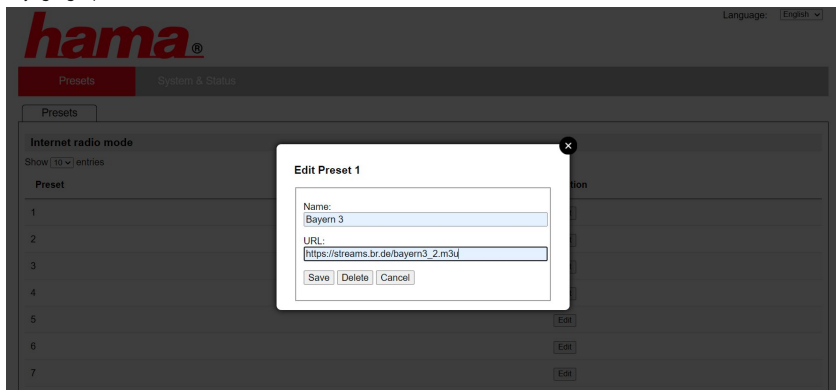 Language: English
hama®
Presets System & Status
Presets
Internet radio mode
Show 10 entries
Preset
1
2
3
4
5 Edit
6 Edit
7 Edit
Edit Preset 1
Name:
Bayern 3
URL:
https://streams.br.de/bayern3_2.m3u
Save Delete Cancel